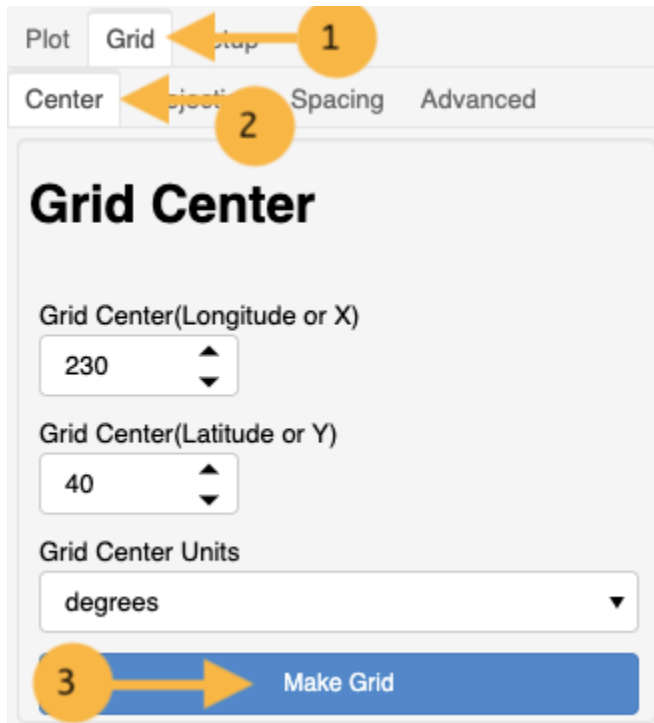 Plot Grid 1
Center Spacing Advanced
2
Grid Center
Grid Center(Longitude or X)
230
Grid Center(Latitude or Y)
40
Grid Center Units
degrees
3 Make Grid